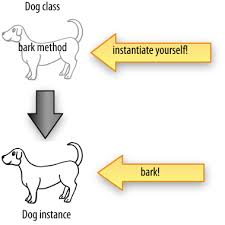 Dog class
bark method
instantiate yourself!
bark!
Dog instance